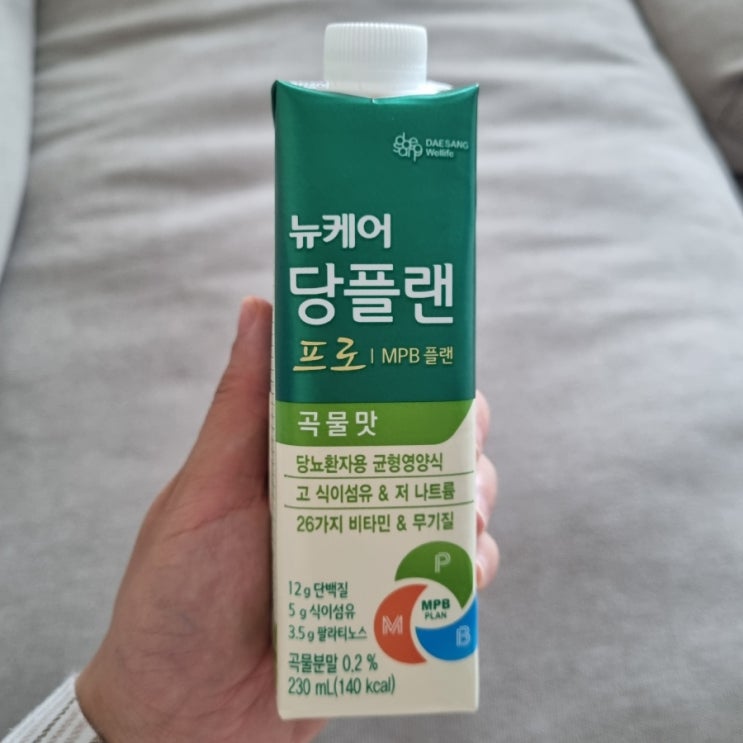 DAESANG
Wellife
뉴케어
당플랜
프로 | MPB 플랜
곡물맛
당뇨환자용 균형영양식
고 식이섬유 & 저 나트륨
26가지 비타민 & 무기질
P
MPB
PLAN
M
B
12g 단백질
5g 식이섬유
3.5g 팔라티노스
곡물분말 0.2 %
230 mL(140 kcal)